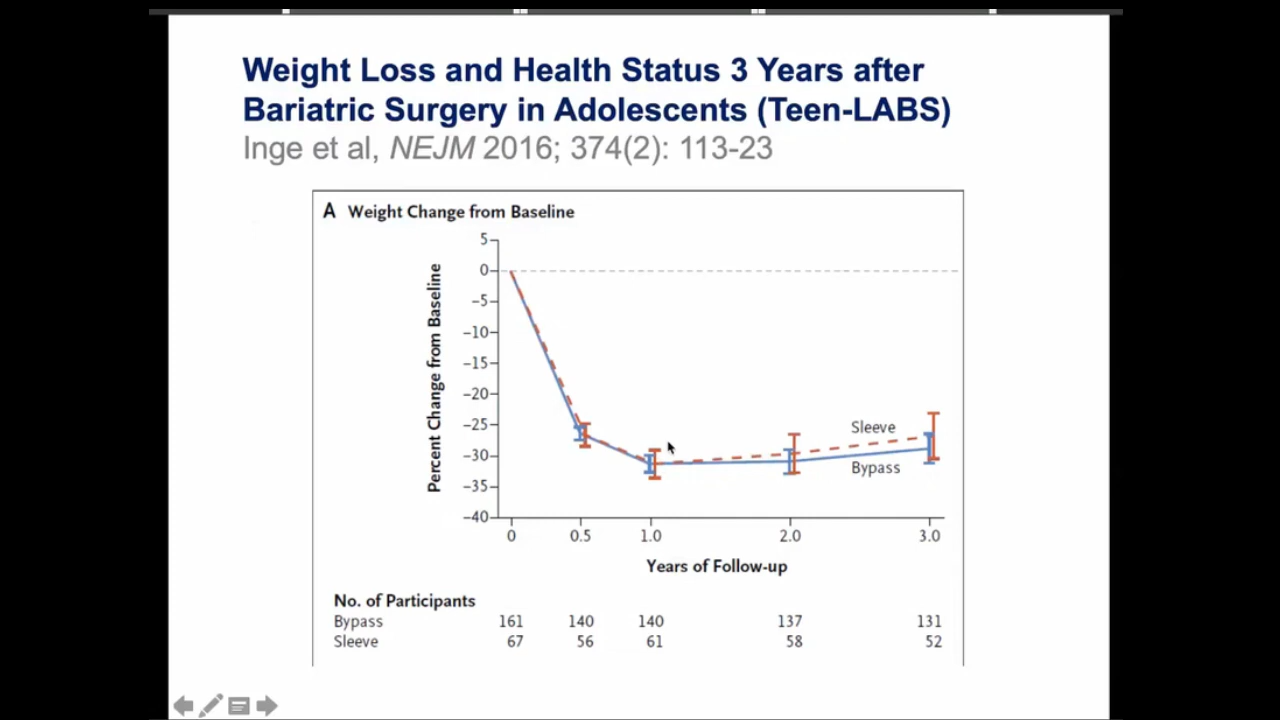 Weight Loss and Health Status 3 Years after
Bariatric Surgery in Adolescents (Teen-LABS)
Inge et al, NEJM 2016; 374(2): 113-23
A Weight Change from Baseline
Percent Change from Baseline
5
0
−5
−10
−15
−20
−25
−30
−35
−40
Sleeve
Bypass
0 0.5 1.0 2.0 3.0
Years of Follow-up
No. of Participants
Bypass 161 140 140 137 131
Sleeve 67 56 61 58 52